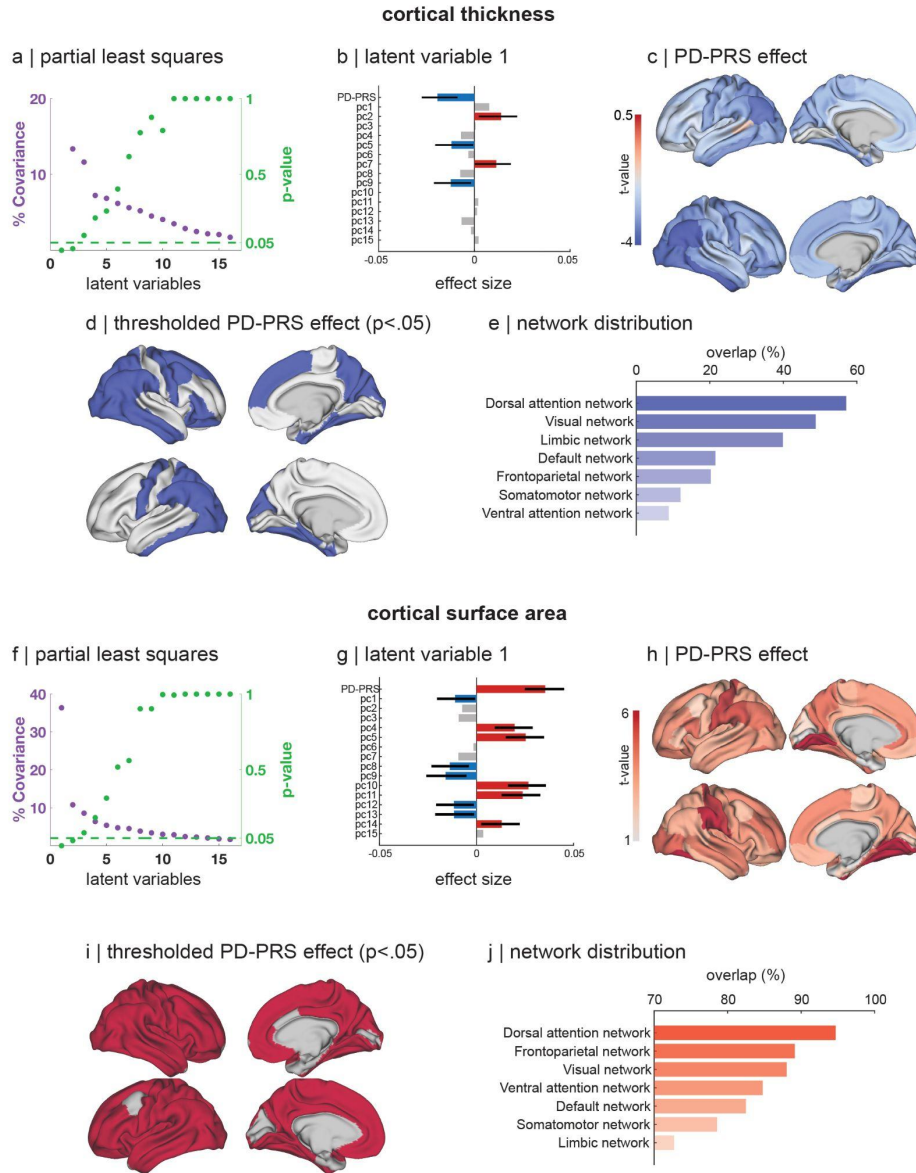 cortical thickness
a | partial least squares
b | latent variable 1
c | PD-PRS effect
20
10
% Covariance
1
0.5
0.05
p-value
0
5
10
15
latent variables
PD-PRS
pc1
pc2
pc3
pc4
pc5
pc6
pc7
pc8
pc9
pc10
pc11
pc12
pc13
pc14
pc15
-0.05
0
0.05
effect size
0.5
t-value
-4
d | thresholded PD-PRS effect (p<.05)
e | network distribution
overlap (%)
0
20
40
60
Dorsal attention network
Visual network
Limbic network
Default network
Frontoparietal network
Somatomotor network
Ventral attention network
cortical surface area
f | partial least squares
g | latent variable 1
h | PD-PRS effect
40
30
20
10
% Covariance
1
0.5
0.05
p-value
0
5
10
15
latent variables
PD-PRS
pc1
pc2
pc3
pc4
pc5
pc6
pc7
pc8
pc9
pc10
pc11
pc12
pc13
pc14
pc15
-0.05
0
0.05
effect size
6
t-value
1
i | thresholded PD-PRS effect (p<.05)
j | network distribution
overlap (%)
70
80
90
100
Dorsal attention network
Frontoparietal network
Visual network
Ventral attention network
Default network
Somatomotor network
Limbic network